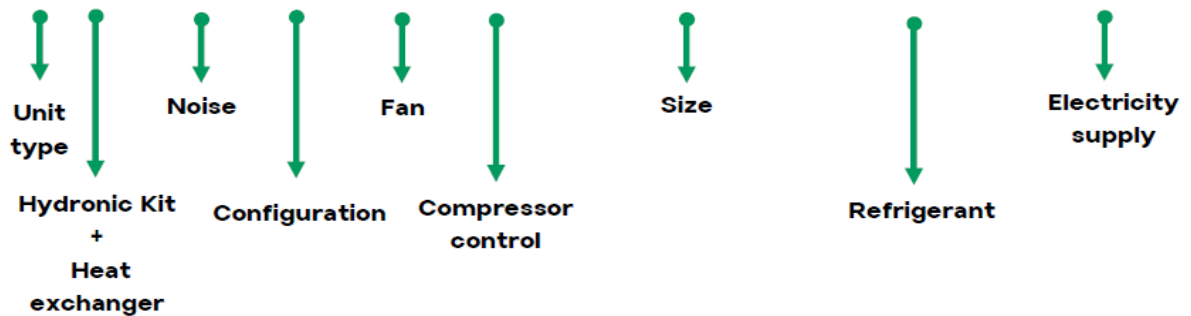 Unit
type
Hydronic Kit
+
Heat
exchanger
Noise
Configuration
Fan
Compressor
control
Size
Refrigerant
Electricity
supply